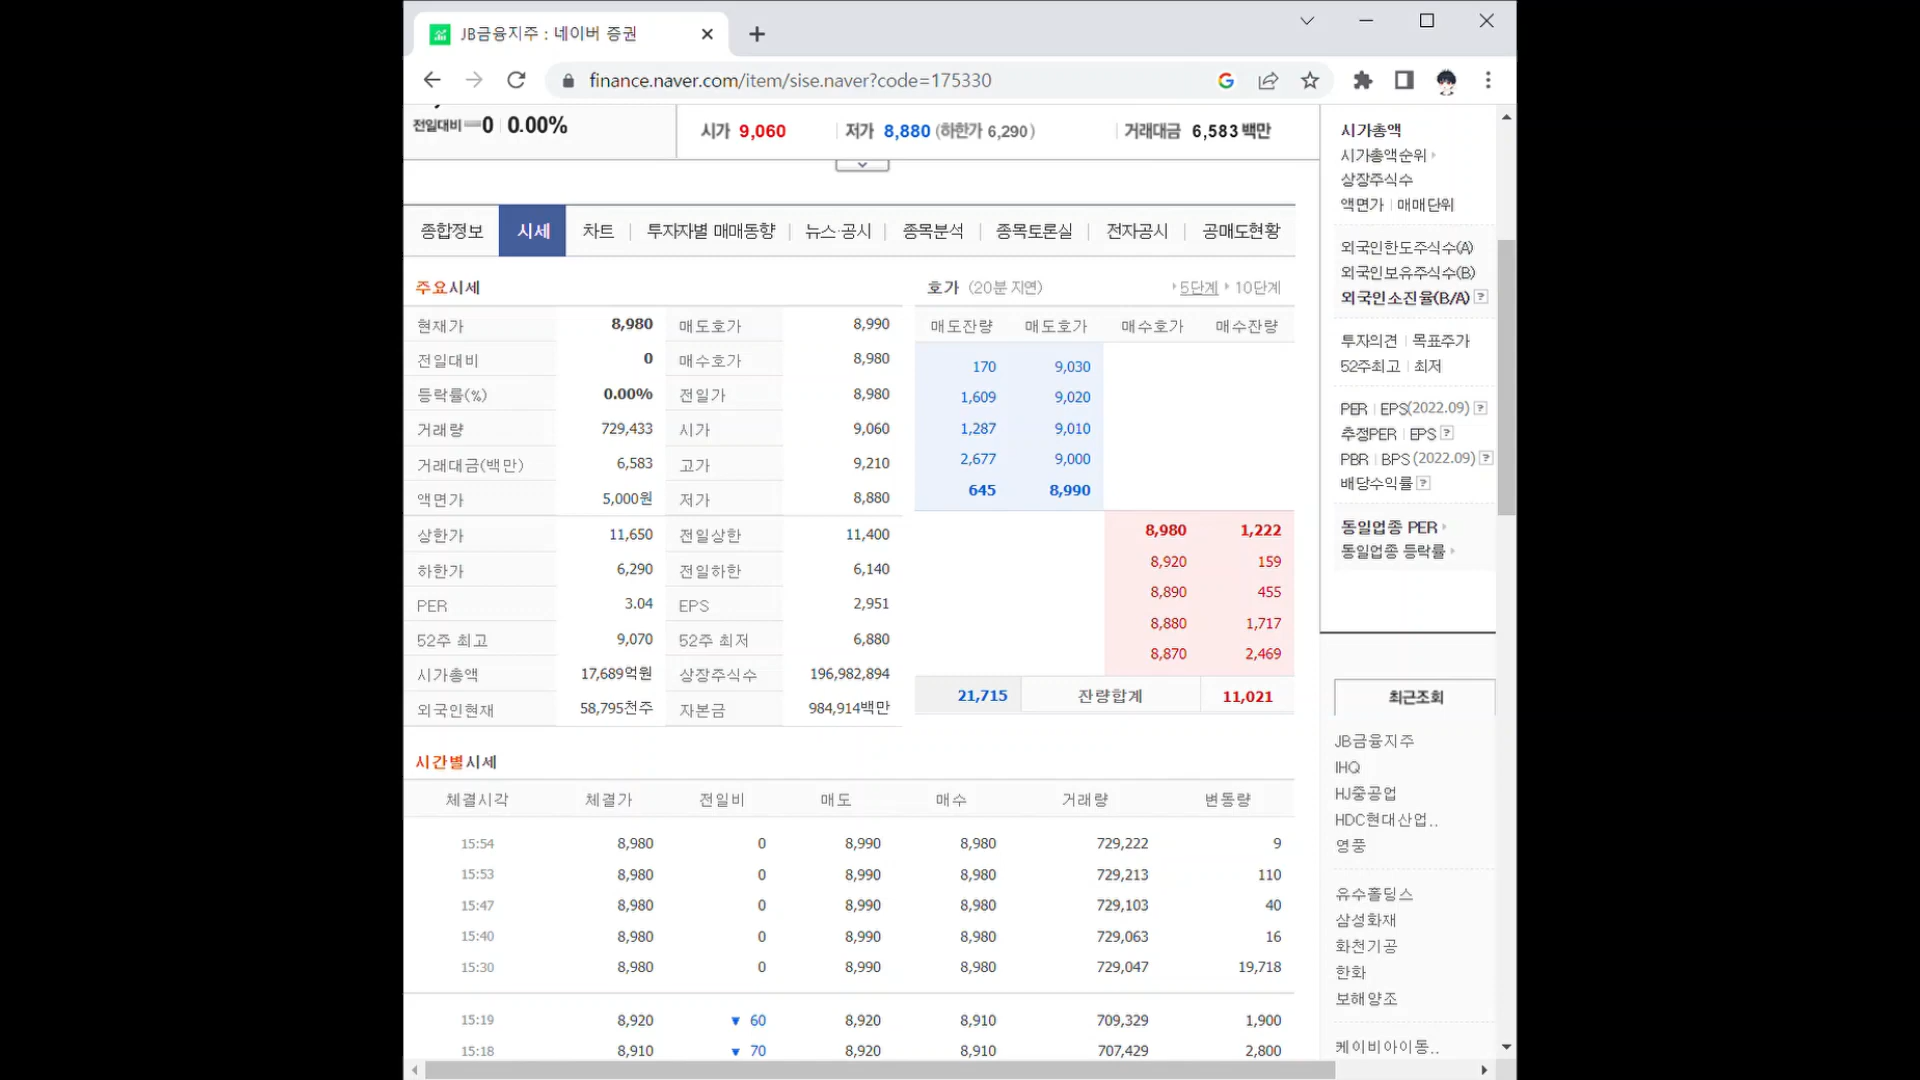 JB금융지주 : 네이버 증권
finance.naver.com/item/sise.naver?code=175330
전일대비 0 0.00%
시가 9,060 저가 8,880 (하한가 6,290) 거래대금 6,583 백만
종합정보 시세 차트 투자자별 매매동향 뉴스·공시 종목분석 종목토론실 전자공시 공매도현황
주요시세
현재가 8,980 매도호가 8,990
전일대비 0 매수호가 8,980
등락률(%) 0.00% 전일가 8,980
거래량 729,433 시가 9,060
거래대금(백만) 6,583 고가 9,210
액면가 5,000원 저가 8,880
상한가 11,650 전일상한 11,400
하한가 6,290 전일하한 6,140
PER 3.04 EPS 2,951
52주 최고 9,070 52주 최저 6,880
시가총액 17,689억원 상장주식수 196,982,894
외국인현재 58,795천주 자본금 984,914백만
호가 (20분 지연) 5단계 10단계
매도잔량 매도호가 매수호가 매수잔량
170 9,030
1,609 9,020
1,287 9,010
2,677 9,000
645 8,990
8,980 1,222
8,920 159
8,890 455
8,880 1,717
8,870 2,469
21,715 잔량합계 11,021
시간별시세
체결시각 체결가 전일비 매도 매수 거래량 변동량
15:54 8,980 0 8,990 8,980 729,222 9
15:53 8,980 0 8,990 8,980 729,213 110
15:47 8,980 0 8,990 8,980 729,103 40
15:40 8,980 0 8,990 8,980 729,063 16
15:30 8,980 0 8,990 8,980 729,047 19,718
15:19 8,920 ▼ 60 8,920 8,910 709,329 1,900
15:18 8,910 ▼ 70 8,920 8,910 707,429 2,800
시가총액
시가총액순위
상장주식수
액면가 매매단위
외국인한도주식수(A)
외국인보유주식수(B)
외국인소진율(B/A) ?
투자의견 목표주가
52주최고 최저
PER EPS(2022.09) ?
추정PER EPS ?
PBR BPS (2022.09) ?
배당수익률 ?
동일업종 PER
동일업종 등락률
최근조회
JB금융지주
IHQ
HJ중공업
HDC현대산업..
영풍
유수홀딩스
삼성화재
화천기공
한화
보해양조
케이비아이동..